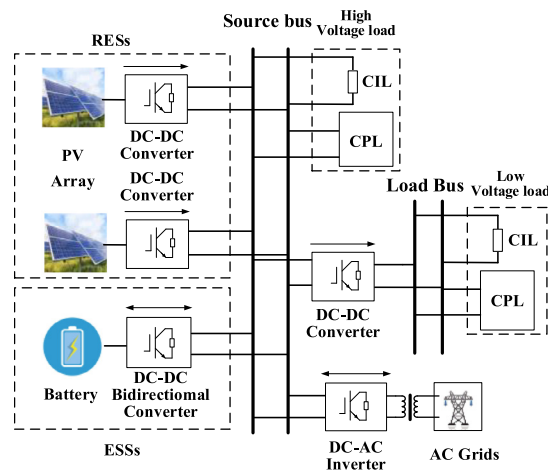 Source bus
High
Voltage load
RESs
CIL
DC-DC
Converter
CPL
PV
Array
DC-DC
Converter
Load Bus
Low
Voltage load
CIL
CPL
DC-DC
Converter
Battery
DC-DC
Bidirectional
Converter
ESSs
DC-AC
Inverter
AC Grids